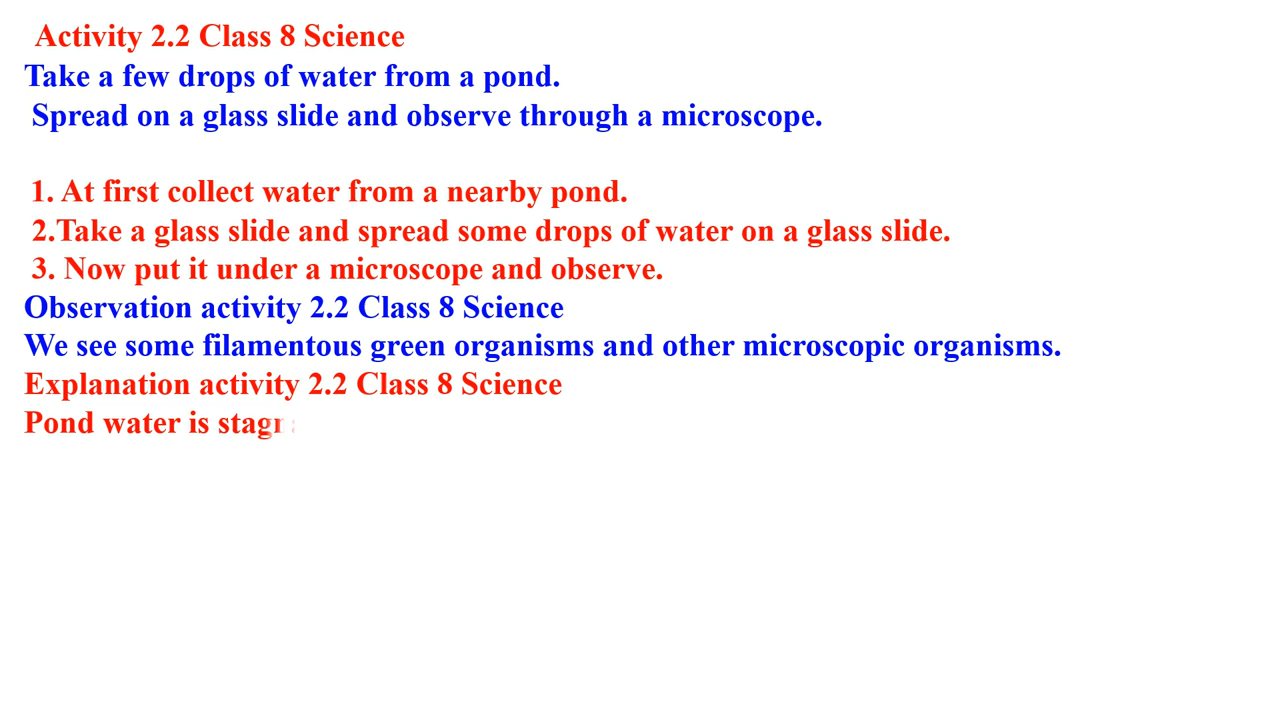 Activity 2.2 Class 8 Science
Take a few drops of water from a pond.
Spread on a glass slide and observe through a microscope.
1. At first collect water from a nearby pond.
2.Take a glass slide and spread some drops of water on a glass slide.
3. Now put it under a microscope and observe.
Observation activity 2.2 Class 8 Science
We see some filamentous green organisms and other microscopic organisms.
Explanation activity 2.2 Class 8 Science
Pond water is